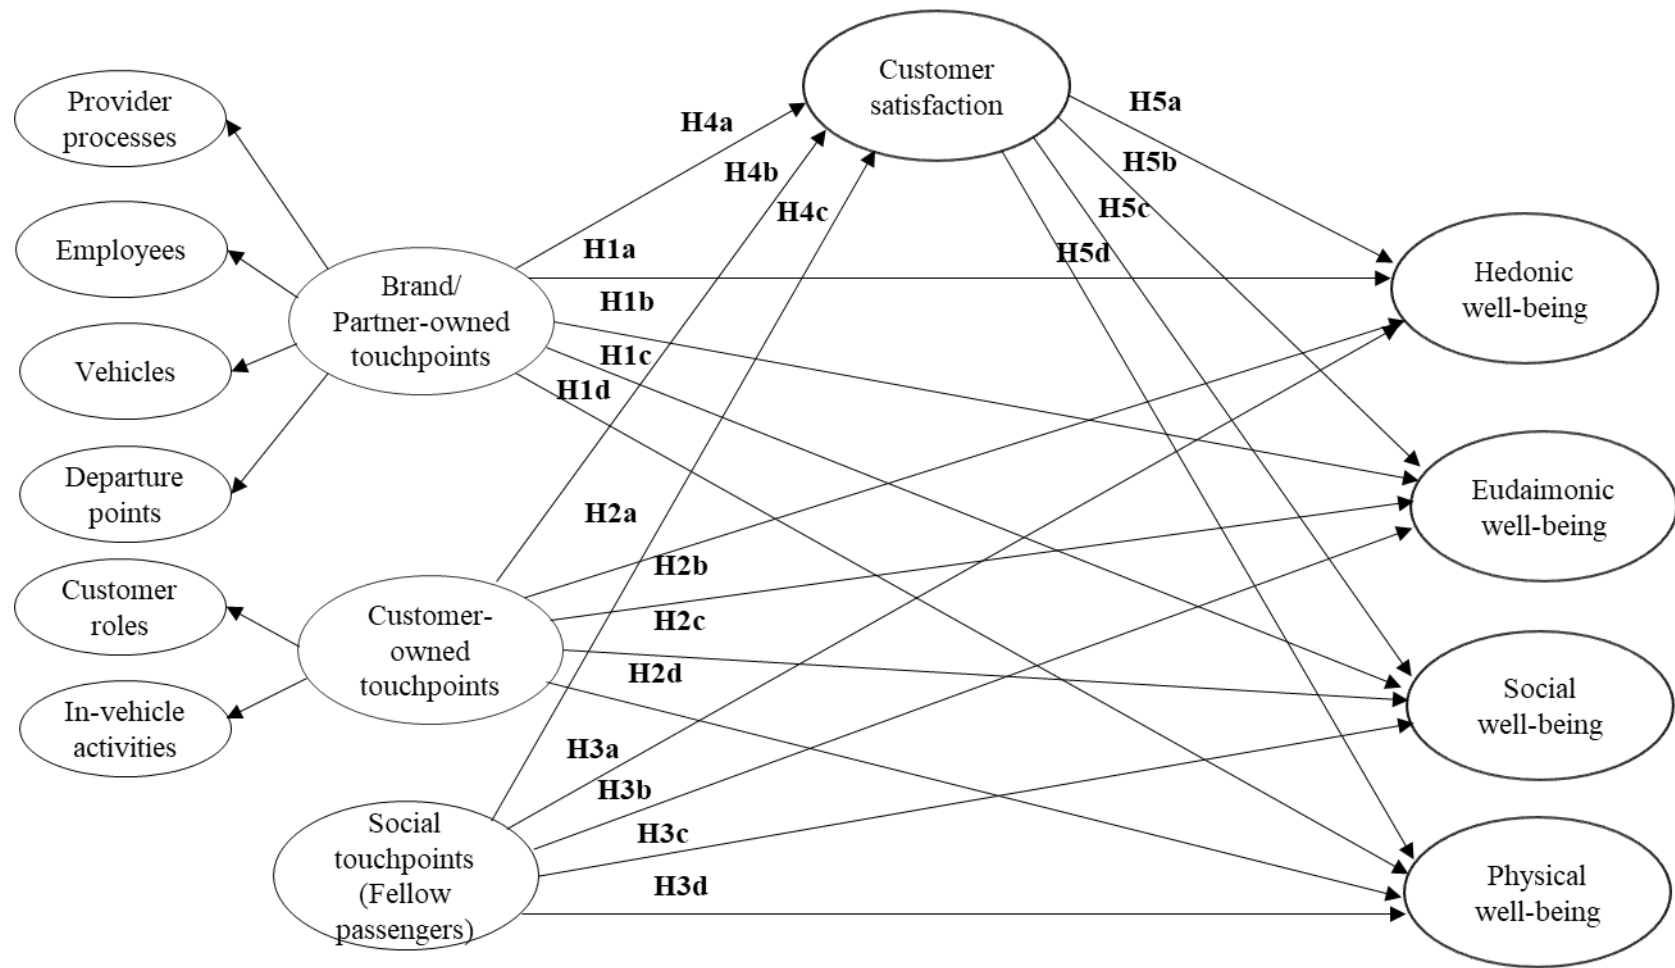 Provider
processes
Employees
Vehicles
Departure
points
Customer
roles
In-vehicle
activities
Brand/
Partner-owned
touchpoints
Customer-
owned
touchpoints
Social
touchpoints
(Fellow
passengers)
Customer
satisfaction
H4a
H4b
H4c
H1a
H1b
H1c
H1d
H2a
H2b
H2c
H2d
H3a
H3b
H3c
H3d
H5a
H5b
H5c
H5d
Hedonic
well-being
Eudaimonic
well-being
Social
well-being
Physical
well-being